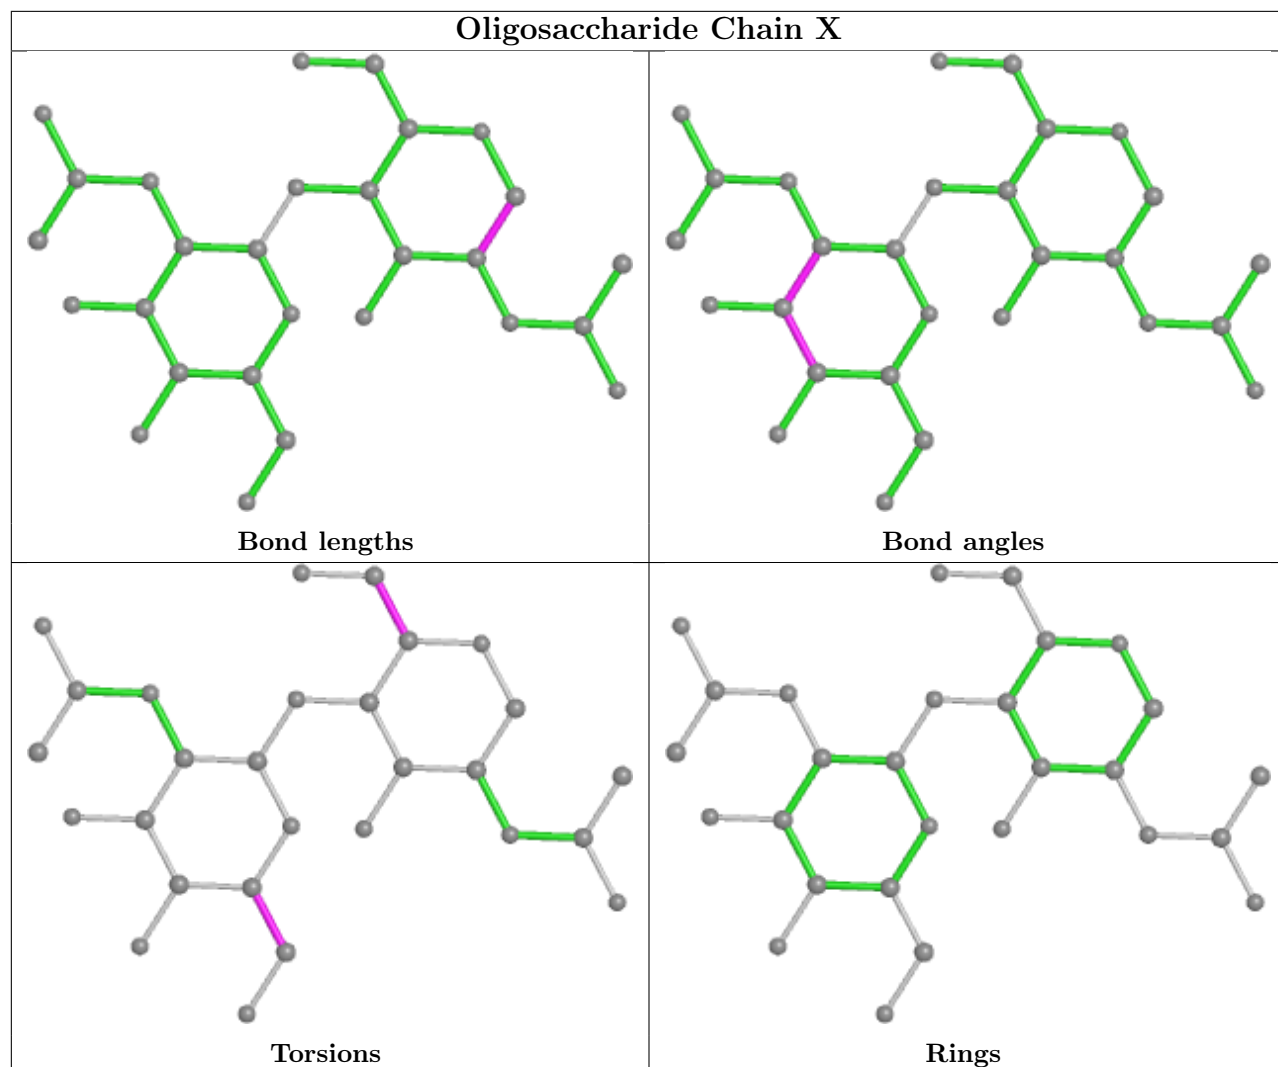 Oligosaccharide Chain X
Bond lengths
Bond angles
Torsions
Rings